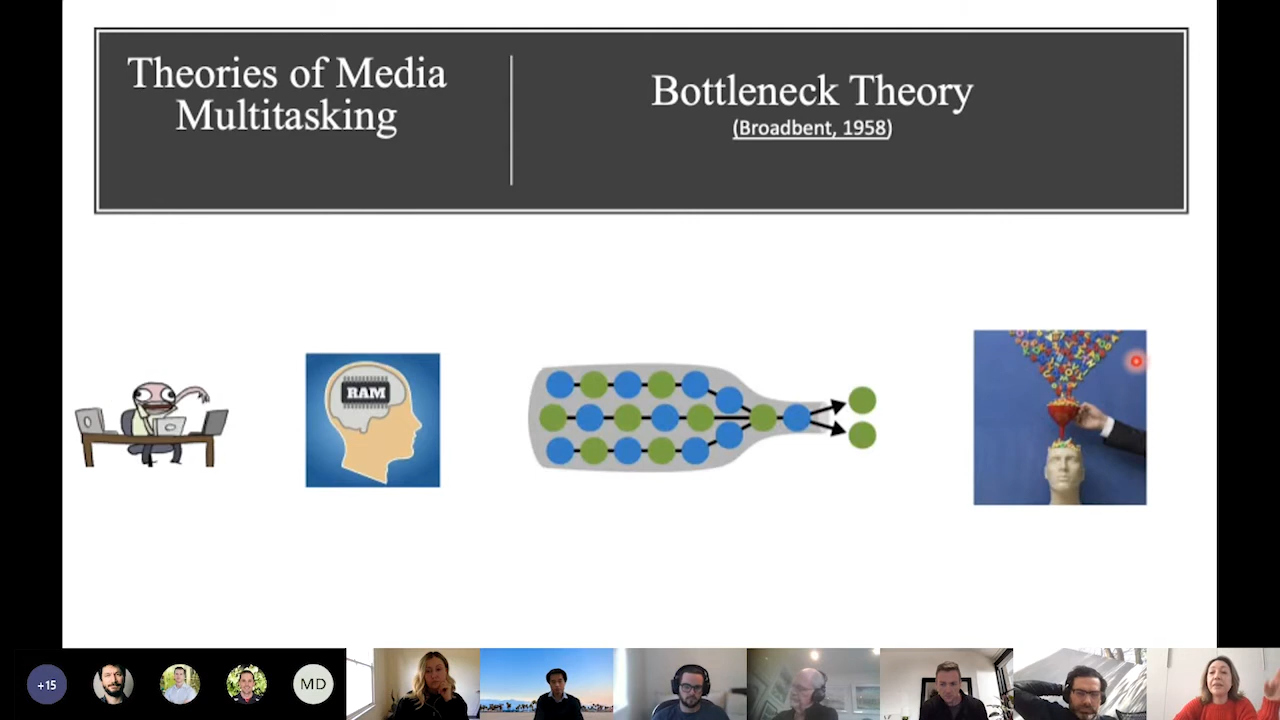 Theories of Media
Multitasking
Bottleneck Theory
(Broadbent, 1958)
RAM
+15
MD